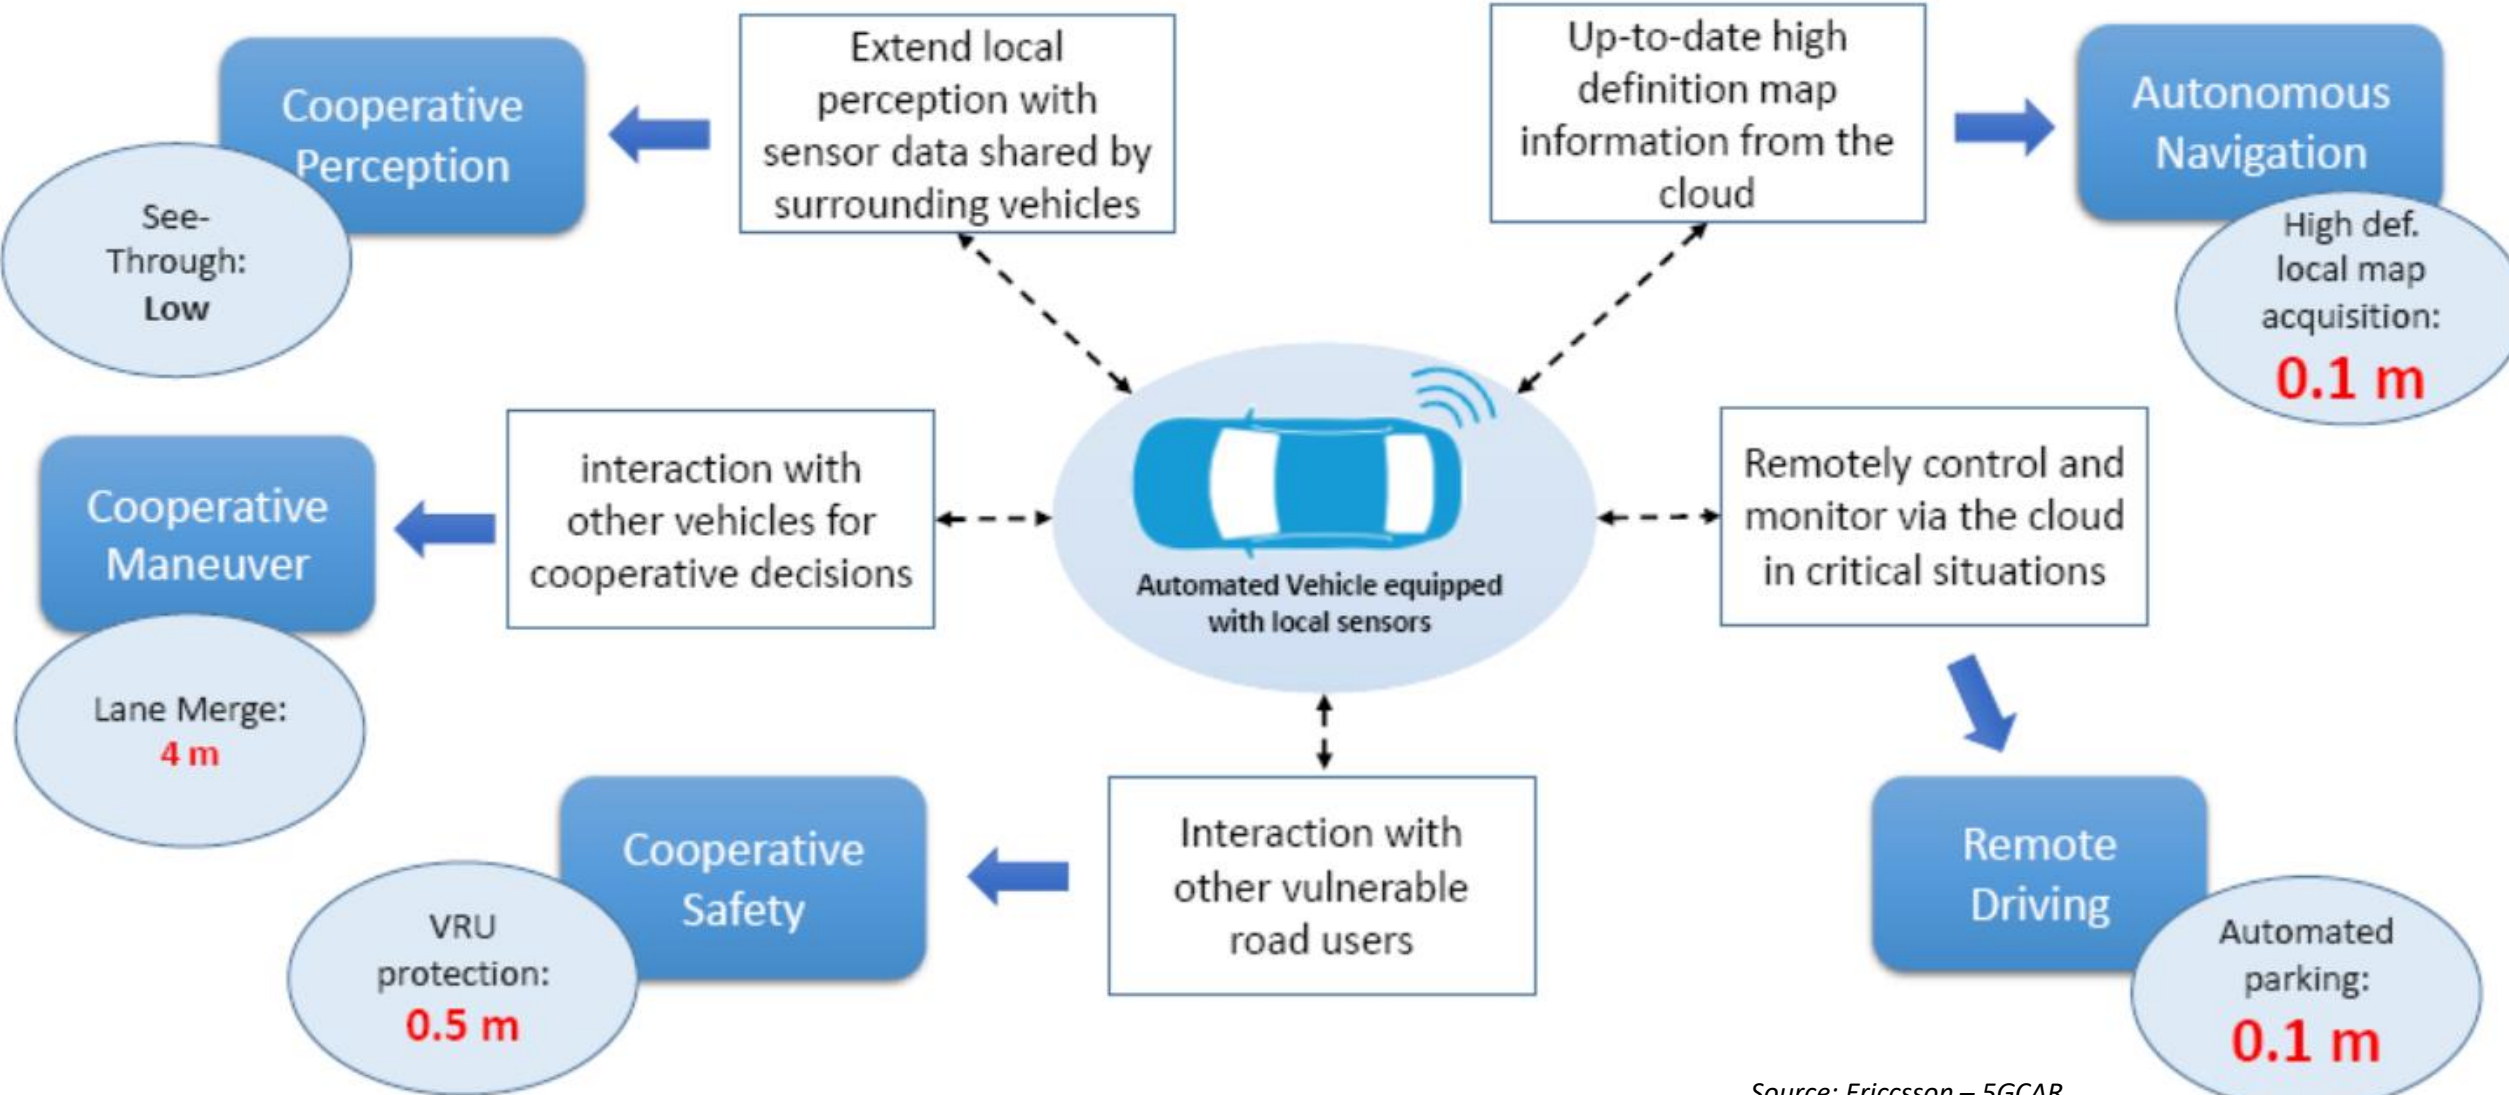 Cooperative
Perception
See-
Through:
Low
Extend local
perception with
sensor data shared by
surrounding vehicles
Up-to-date high
definition map
information from the
cloud
Autonomous
Navigation
High def.
local map
acquisition:
0.1 m
Cooperative
Maneuver
Lane Merge:
4 m
interaction with
other vehicles for
cooperative decisions
Automated Vehicle equipped
with local sensors
Remotely control and
monitor via the cloud
in critical situations
Cooperative
Safety
VRU
protection:
0.5 m
Interaction with
other vulnerable
road users
Remote
Driving
Automated
parking:
0.1 m
Source: Ericcsson – 5GCAR